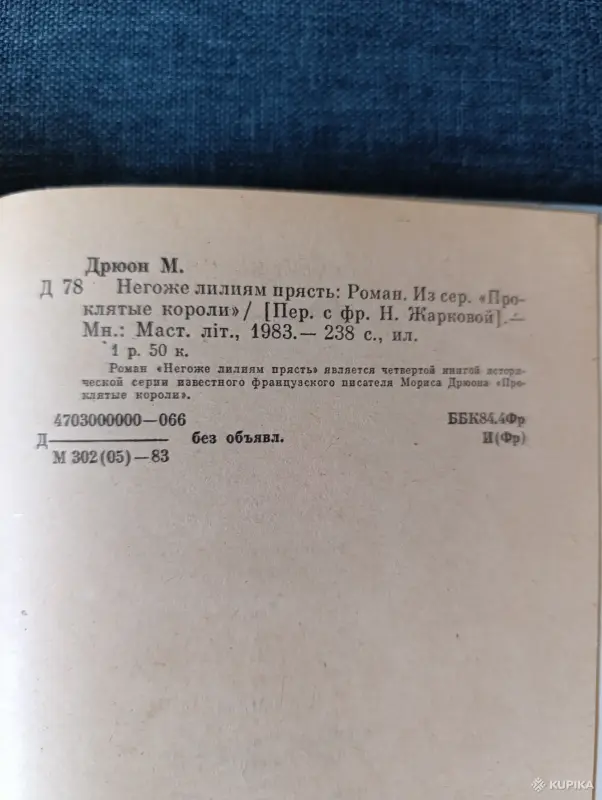 Дрюон М.
Д 78 Негоже лилиям прясть: Роман. Из сер. «Про-
клятые короли» / [Пер. с фр. Н. Жарковой].—
Мн.: Маст. літ., 1983.— 238 с., ил.
1 р. 50 к.
Роман «Негоже лилиям прясть» является четвертой книгой истори-
ческой серии известного французского писателя Мориса Дрюона «Про-
клятые короли».
4703000000—066 ББК84.4Фр
Д без объявл. И(Фр)
М 302(05)—83
KUPIKA